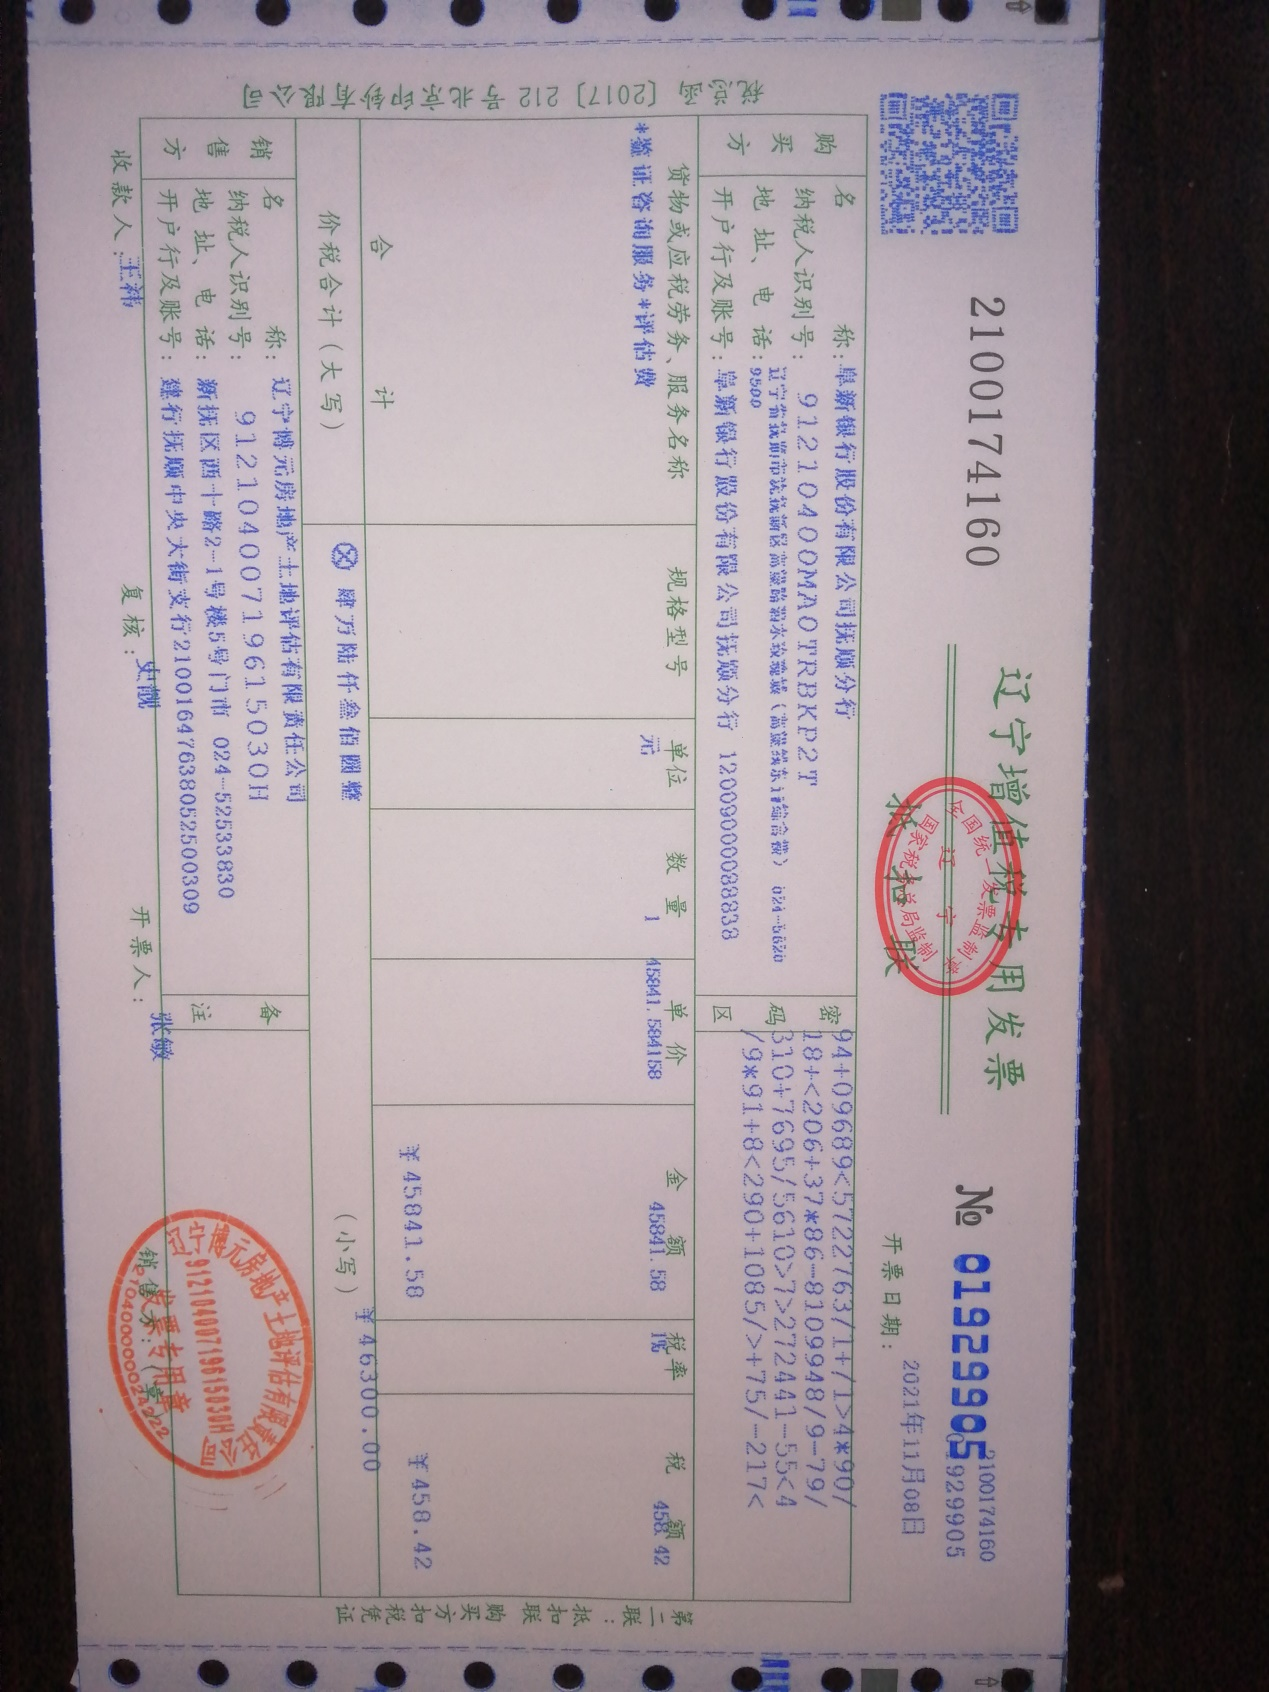 2100174160
辽宁增值税专用发票
抵扣联
全国统一发票监制章
辽宁
国家税务总局监制
№ 01929905
2100174160
01929905
开票日期: 2021年11月08日
税总函〔2017〕212号北京印钞有限公司
购买方
名称: 阜新银行股份有限公司抚顺分行
纳税人识别号: 91210400MA0TRBKP2T
地址、电话:
9500
开户行及账号: 阜新银行股份有限公司抚顺分行 120090000088838
密码区
94+09689<5722763/1+/1>4*90/
18+<206+37*86-8109948/9-79/
310+7695/5610>7>272441-55<4
/9*91+8<290+1085/>+75/-217<
货物或应税劳务、服务名称 规格型号 单位 数量 单价 金额 税率 税额
*鉴证咨询服务*评估费 元 1 45841.584158 45841.58 1% 458.42
合计 ¥45841.58 ¥458.42
价税合计(大写) ⊗肆万陆仟叁佰圆整 (小写) ¥46300.00
销售方
名称: 辽宁博元房地产土地评估有限责任公司
纳税人识别号: 91210400719615030H
地址、电话: 新抚区西十路2-1号楼5号门市 024-52533830
开户行及账号: 建行抚顺中央大街支行21001647638052500309
备注
收款人: 王祎
复核: 史靓
开票人: 张敏
销售方:(章)
辽宁博元房地产土地评估有限责任公司
91210400719615030H
发票专用章
第二联:抵扣联 购买方扣税凭证